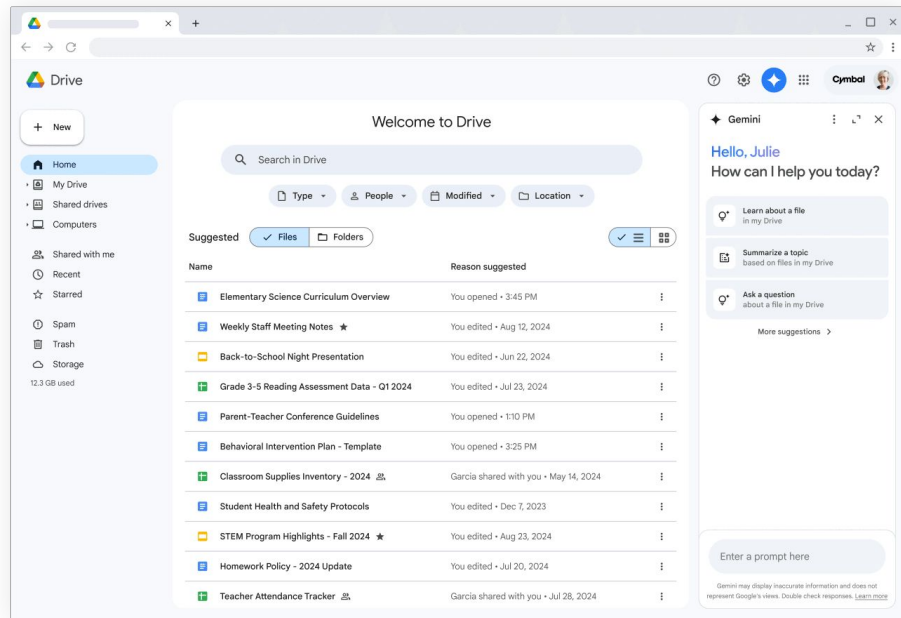 Drive
Cymbal
New
Home
My Drive
Shared drives
Computers
Shared with me
Recent
Starred
Spam
Trash
Storage
12.3 GB used
Welcome to Drive
Search in Drive
Type People Modified Location
Suggested Files Folders
Name Reason suggested
Elementary Science Curriculum Overview You opened • 3:45 PM
Weekly Staff Meeting Notes You edited • Aug 12, 2024
Back-to-School Night Presentation You edited • Jun 22, 2024
Grade 3-5 Reading Assessment Data - Q1 2024 You edited • Jul 23, 2024
Parent-Teacher Conference Guidelines You opened • 1:10 PM
Behavioral Intervention Plan - Template You opened • 3:25 PM
Classroom Supplies Inventory - 2024 Garcia shared with you • May 14, 2024
Student Health and Safety Protocols You edited • Dec 7, 2023
STEM Program Highlights - Fall 2024 You edited • Aug 23, 2024
Homework Policy - 2024 Update You edited • Jul 20, 2024
Teacher Attendance Tracker Garcia shared with you • Jul 28, 2024
Gemini
Hello, Julie
How can I help you today?
Learn about a file
in my Drive
Summarize a topic
based on files in my Drive
Ask a question
about a file in my Drive
More suggestions
Enter a prompt here
Gemini may display inaccurate information and does not
represent Google's views. Double check responses. Learn more